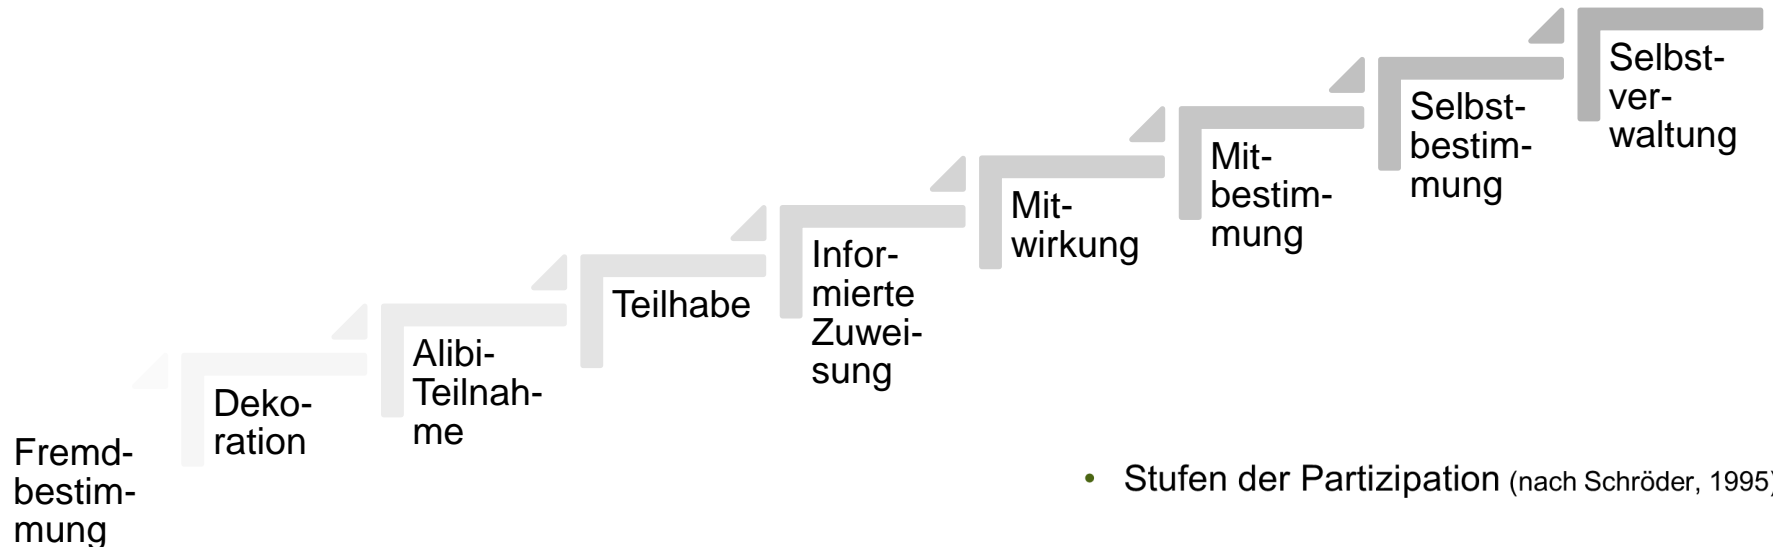 Fremd-
bestim-
mung
Deko-
ration
Alibi-
Teilnah-
me
Teilhabe
Infor-
mierte
Zuwei-
sung
Mit-
wirkung
Mit-
bestim-
mung
Selbst-
bestim-
mung
Selbst-
ver-
waltung
• Stufen der Partizipation (nach Schröder, 1995)